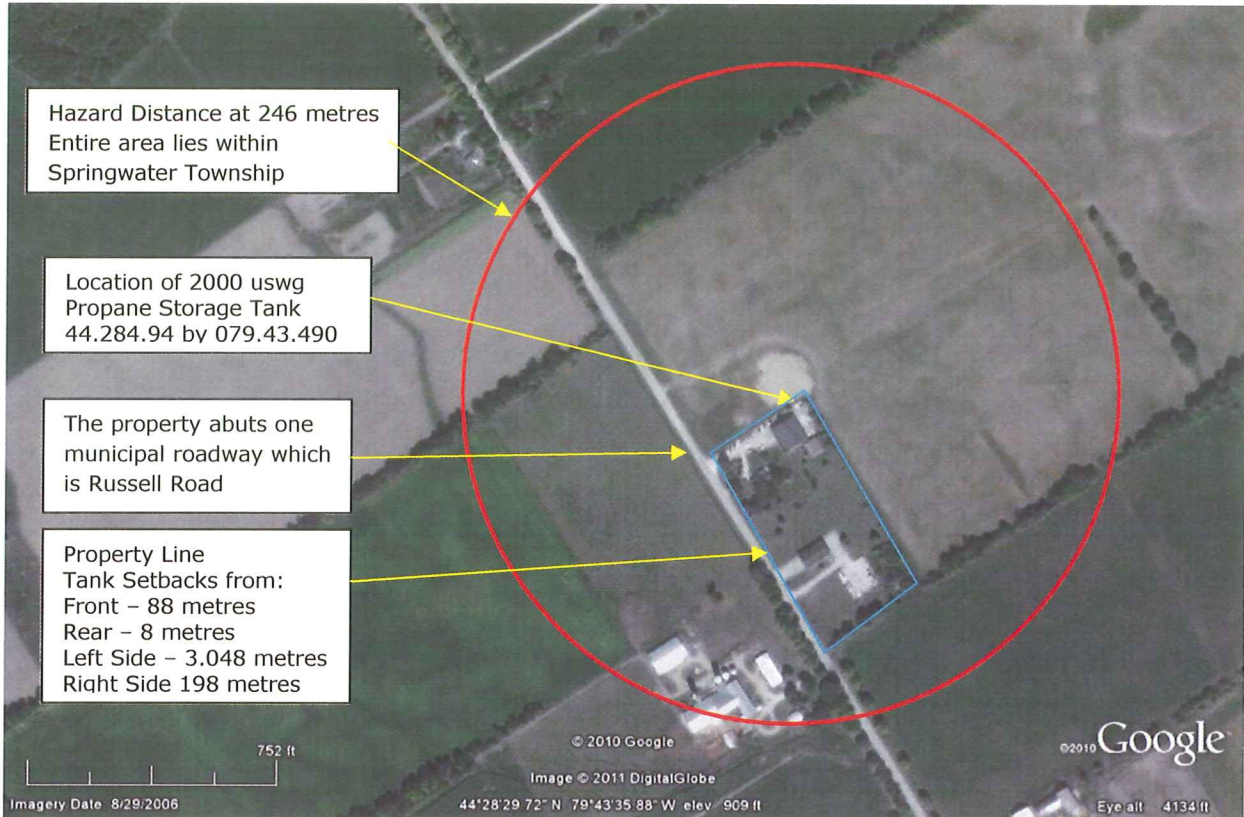 Hazard Distance at 246 metres
Entire area lies within
Springwater Township
Location of 2000 uswg
Propane Storage Tank
44.284.94 by 079.43.490
The property abuts one
municipal roadway which
is Russell Road
Property Line
Tank Setbacks from:
Front – 88 metres
Rear – 8 metres
Left Side – 3.048 metres
Right Side 198 metres
752 ft
© 2010 Google
©2010 Google
Image © 2011 DigitalGlobe
Imagery Date 8/29/2006
44°28'29 72" N 79°43'35 88" W elev 909 ft
Eye alt 4134 ft